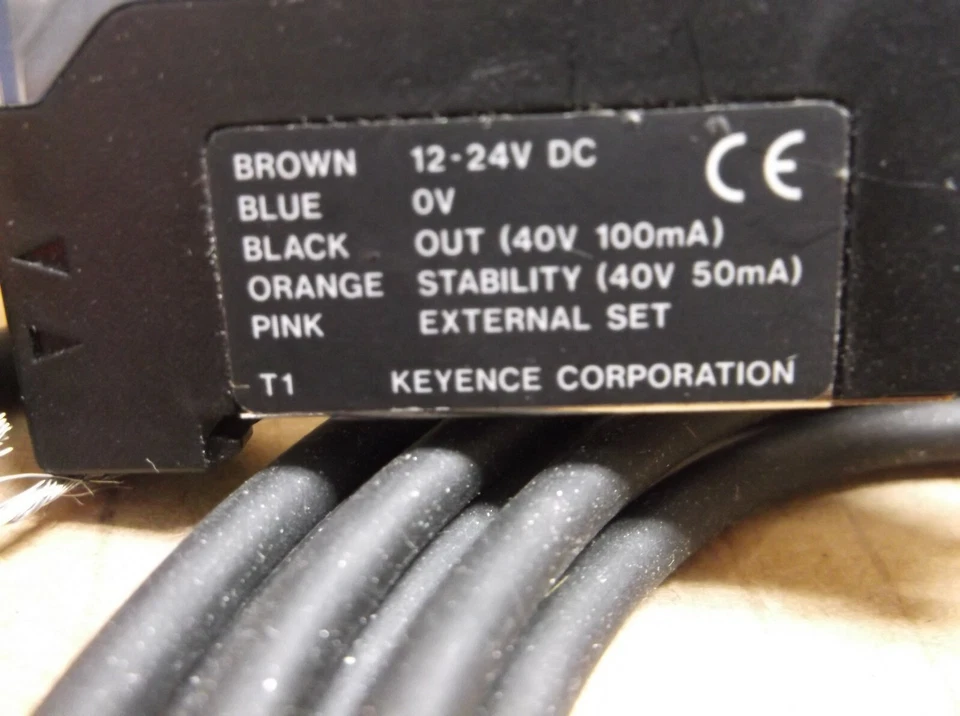 BROWN 12-24V DC CE
BLUE 0V
BLACK OUT (40V 100mA)
ORANGE STABILITY (40V 50mA)
PINK EXTERNAL SET
T1 KEYENCE CORPORATION